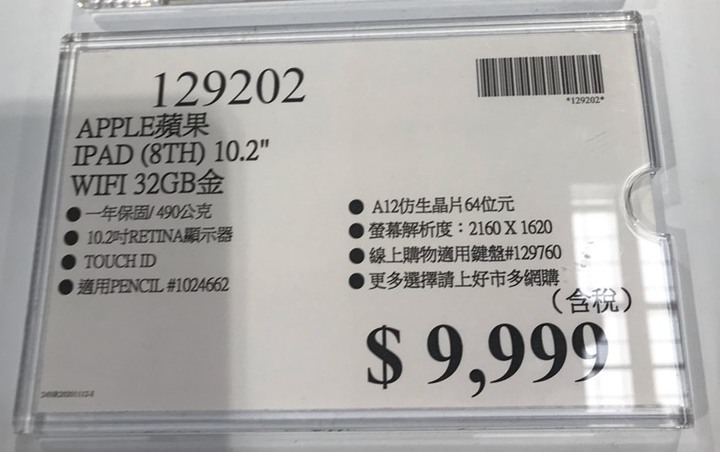 129202
*129202*
APPLE蘋果
IPAD (8TH) 10.2"
WIFI 32GB金
●一年保固/ 490公克
●10.2吋RETINA顯示器
●TOUCH ID
●適用PENCIL #1024662
●A12仿生晶片64位元
●螢幕解析度：2160 X 1620
●線上購物適用鍵盤#129760
●更多選擇請上好市多網購
（含稅）
$ 9,999